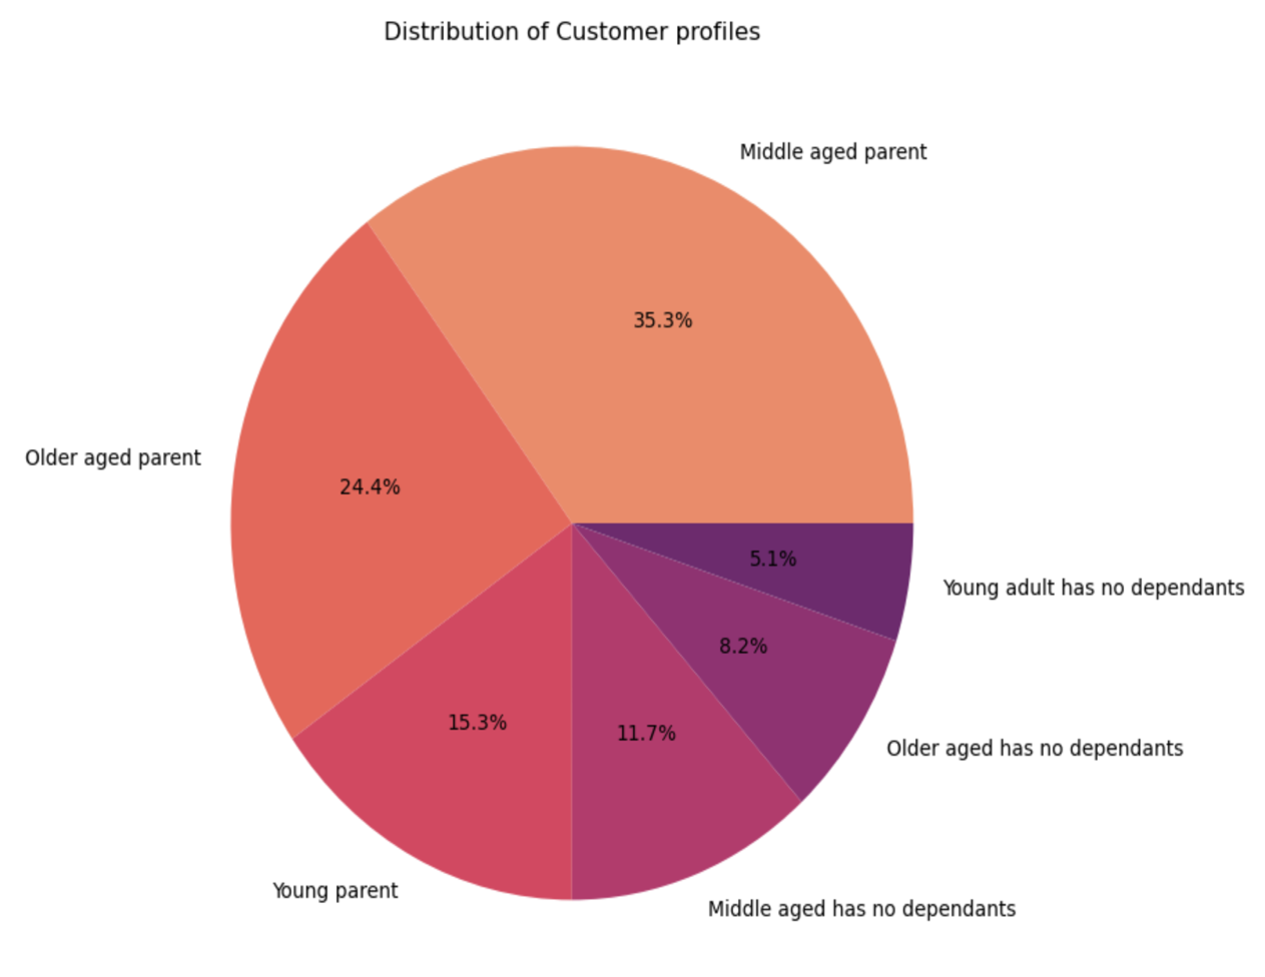 Distribution of Customer profiles
Middle aged parent
35.3%
Older aged parent
24.4%
5.1%
Young adult has no dependants
8.2%
15.3%
11.7%
Older aged has no dependants
Young parent
Middle aged has no dependants